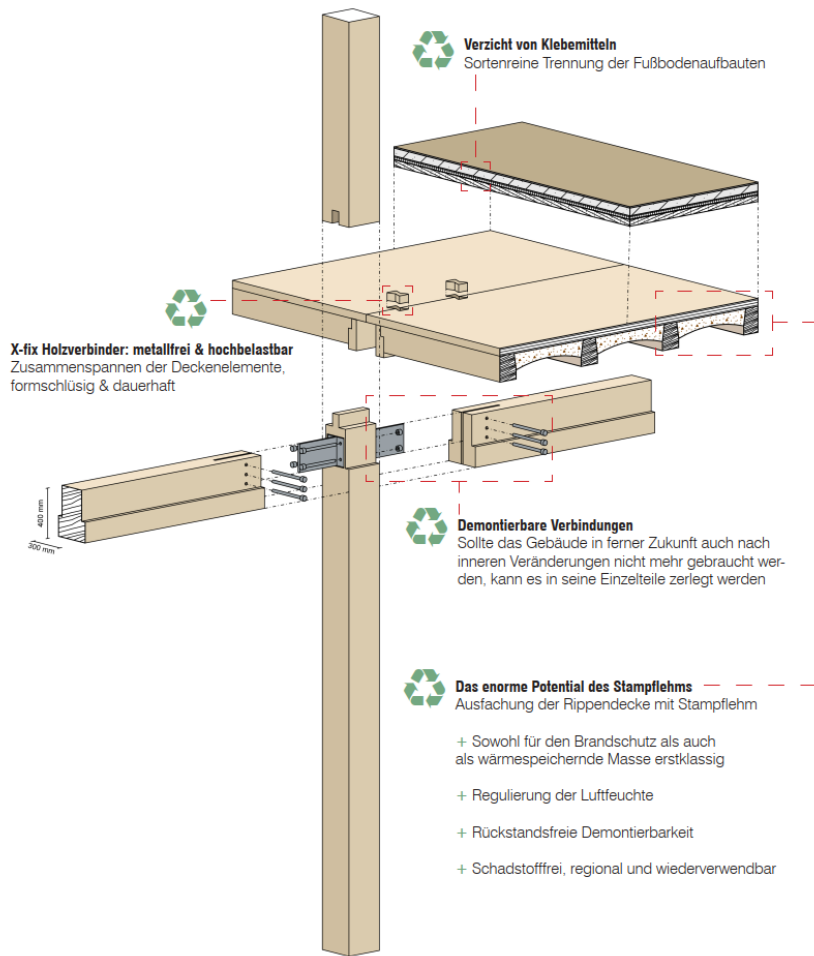 Verzicht von Klebemitteln
Sortenreine Trennung der Fußbodenaufbauten
X-fix Holzverbinder: metallfrei & hochbelastbar
Zusammenspannen der Deckenelemente,
formschlüsig & dauerhaft
400 mm
300 mm
Demontierbare Verbindungen
Sollte das Gebäude in ferner Zukunft auch nach
inneren Veränderungen nicht mehr gebraucht wer-
den, kann es in seine Einzelteile zerlegt werden
Das enorme Potential des Stampflehms
Ausfachung der Rippendecke mit Stampflehm
+ Sowohl für den Brandschutz als auch
als wärmespeichernde Masse erstklassig
+ Regulierung der Luftfeuchte
+ Rückstandsfreie Demontierbarkeit
+ Schadstofffrei, regional und wiederverwendbar